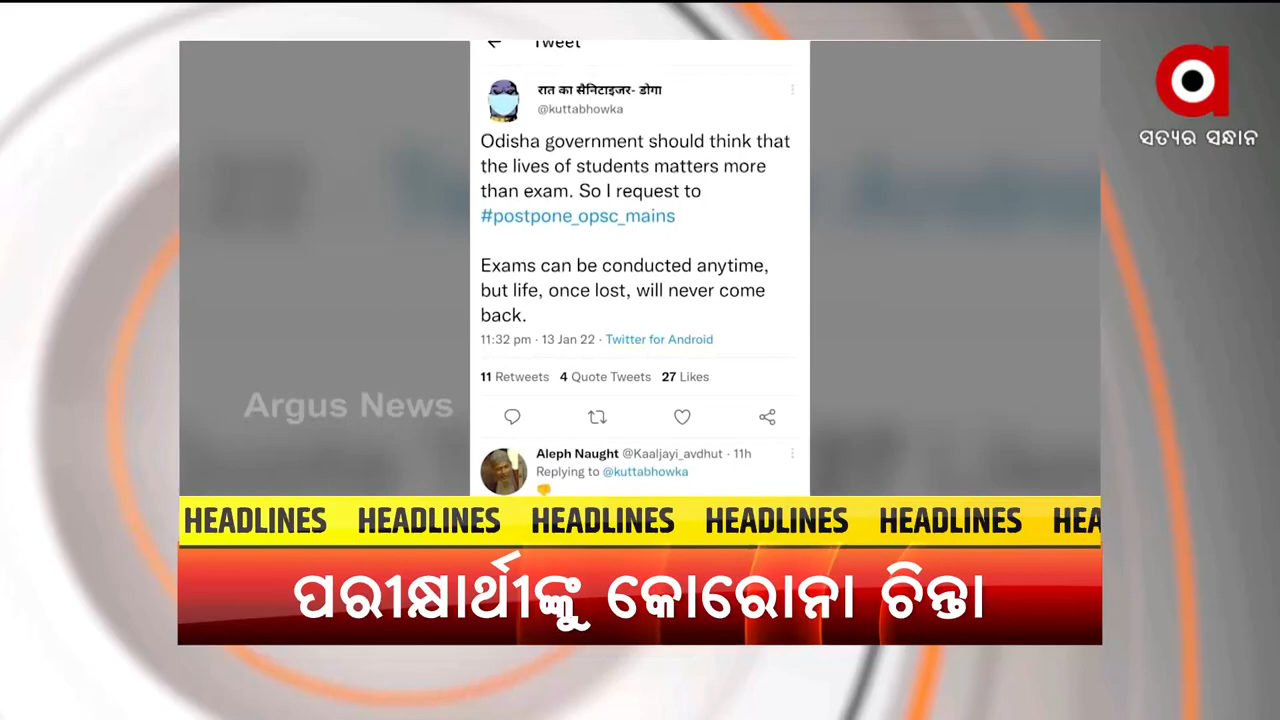 Tweet
रात का सैनिटाइजर- डोगा
@kuttabhowka
Odisha government should think that
the lives of students matters more
than exam. So I request to
#postpone_opsc_mains
Exams can be conducted anytime,
but life, once lost, will never come
back.
11:32 pm · 13 Jan 22 · Twitter for Android
11 Retweets 4 Quote Tweets 27 Likes
Aleph Naught @Kaaljayi_avdhut · 11h
Replying to @kuttabhowka
Argus News
ସତ୍ୟର ସନ୍ଧାନ
HEADLINES HEADLINES HEADLINES HEADLINES HEADLINES HEA
ପରୀକ୍ଷାର୍ଥୀଙ୍କୁ କୋରୋନା ଚିନ୍ତା